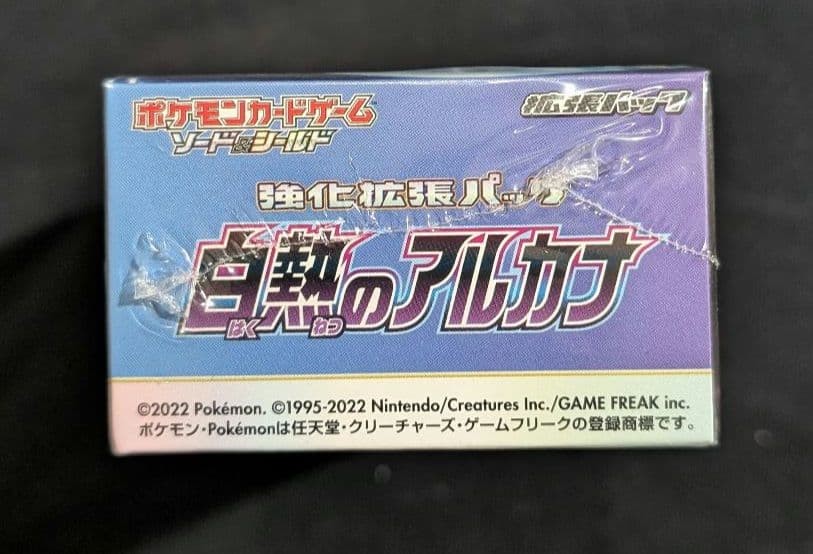 ポケモンカードゲーム
ソード&シールド
拡張パック
強化拡張パック
白熱のアルカナ
はく ねつ
©2022 Pokémon. ©1995-2022 Nintendo/Creatures Inc./GAME FREAK inc.
ポケモン・Pokémonは任天堂・クリーチャーズ・ゲームフリークの登録商標です。